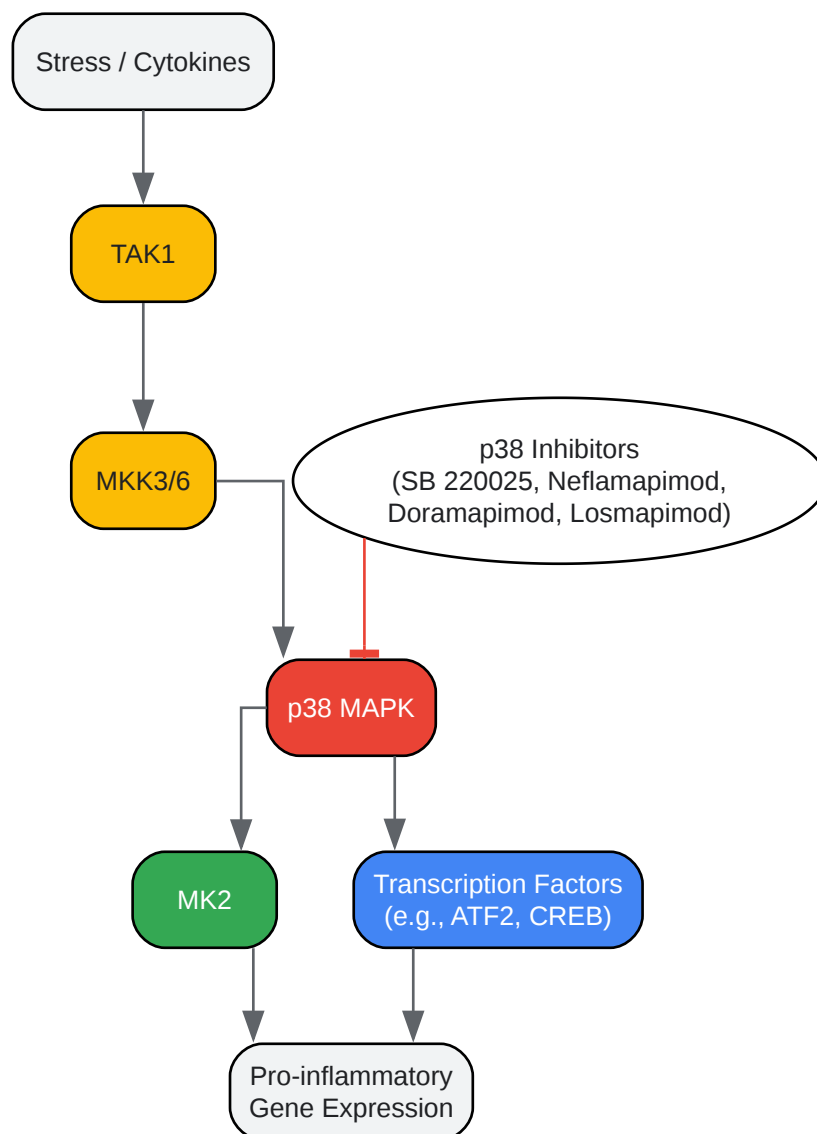 Stress / Cytokines
TAK1
MKK3/6
p38 Inhibitors
(SB 220025, Neflamapimod,
Doramapimod, Losmapimod)
p38 MAPK
MK2
Transcription Factors
(e.g., ATF2, CREB)
Pro-inflammatory
Gene Expression